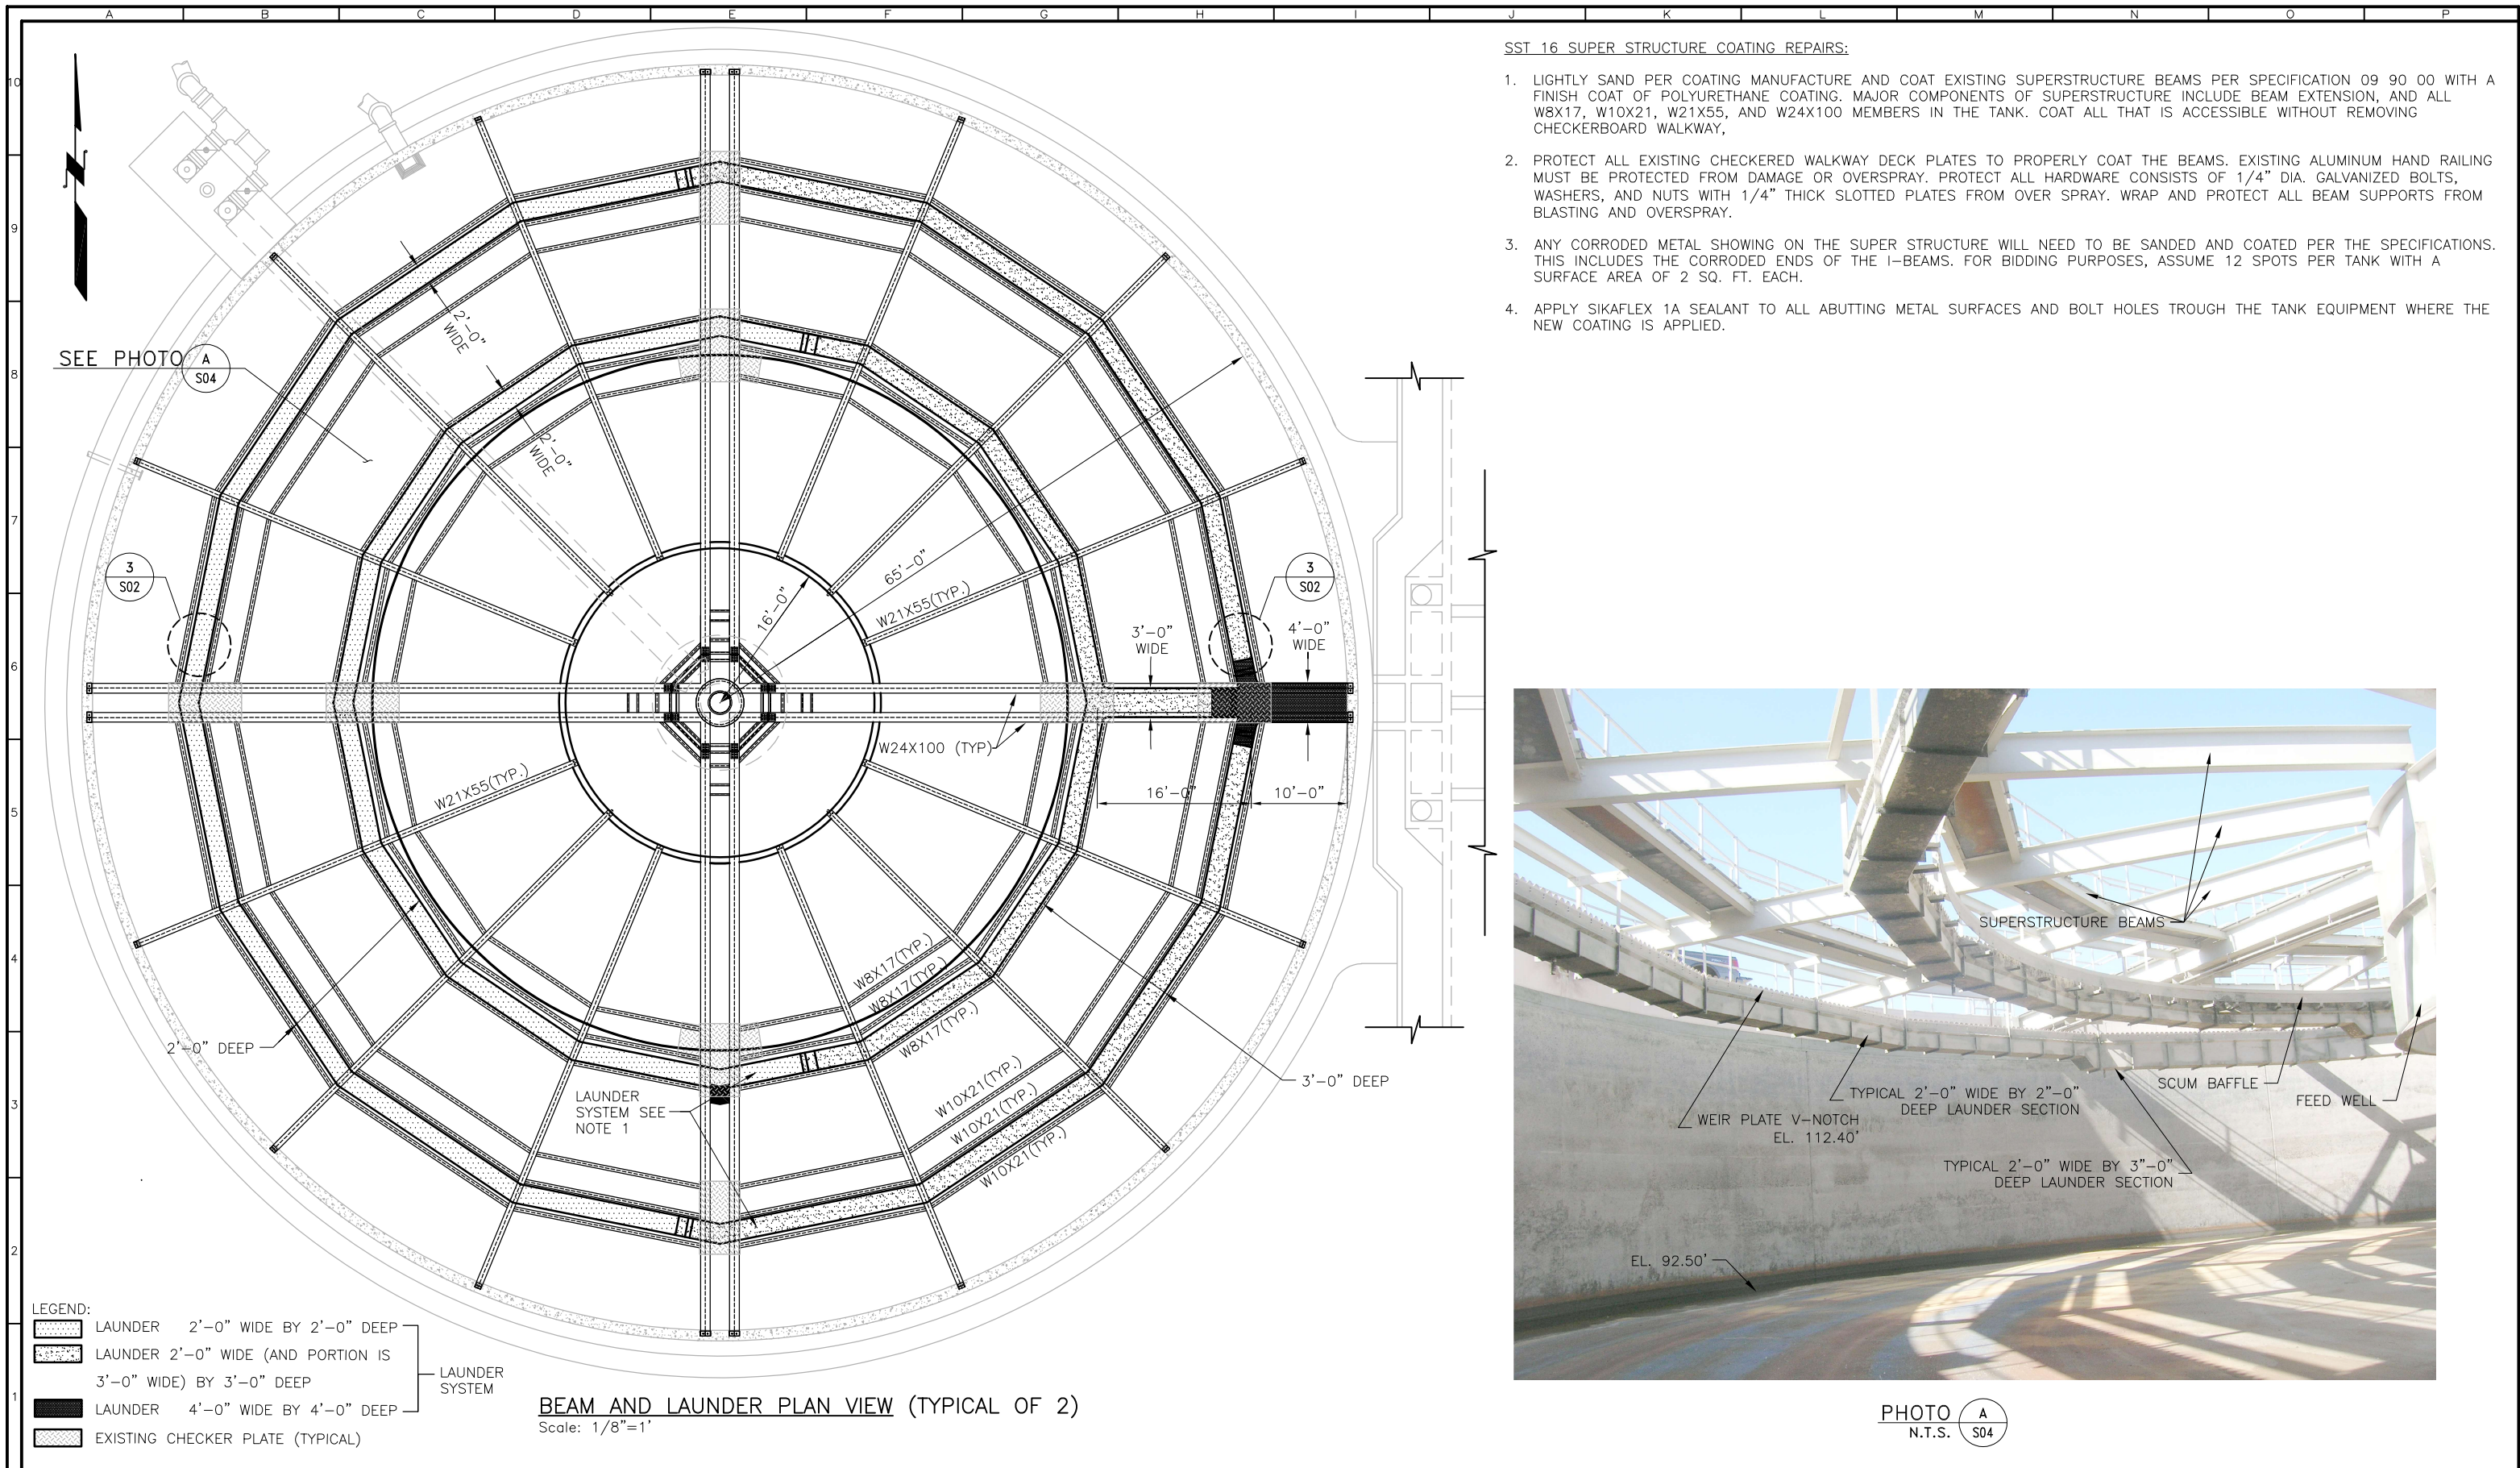 A B C D E F G H I J K L M N O P
10
9
8
7
6
5
4
3
2
1
SST 16 SUPER STRUCTURE COATING REPAIRS:
1. LIGHTLY SAND PER COATING MANUFACTURE AND COAT EXISTING SUPERSTRUCTURE BEAMS PER SPECIFICATION 09 90 00 WITH A
FINISH COAT OF POLYURETHANE COATING. MAJOR COMPONENTS OF SUPERSTRUCTURE INCLUDE BEAM EXTENSION, AND ALL
W8X17, W10X21, W21X55, AND W24X100 MEMBERS IN THE TANK. COAT ALL THAT IS ACCESSIBLE WITHOUT REMOVING
CHECKERBOARD WALKWAY,
2. PROTECT ALL EXISTING CHECKERED WALKWAY DECK PLATES TO PROPERLY COAT THE BEAMS. EXISTING ALUMINUM HAND RAILING
MUST BE PROTECTED FROM DAMAGE OR OVERSPRAY. PROTECT ALL HARDWARE CONSISTS OF 1/4" DIA. GALVANIZED BOLTS,
WASHERS, AND NUTS WITH 1/4" THICK SLOTTED PLATES FROM OVER SPRAY. WRAP AND PROTECT ALL BEAM SUPPORTS FROM
BLASTING AND OVERSPRAY.
3. ANY CORRODED METAL SHOWING ON THE SUPER STRUCTURE WILL NEED TO BE SANDED AND COATED PER THE SPECIFICATIONS.
THIS INCLUDES THE CORRODED ENDS OF THE I-BEAMS. FOR BIDDING PURPOSES, ASSUME 12 SPOTS PER TANK WITH A
SURFACE AREA OF 2 SQ. FT. EACH.
4. APPLY SIKAFLEX 1A SEALANT TO ALL ABUTTING METAL SURFACES AND BOLT HOLES TROUGH THE TANK EQUIPMENT WHERE THE
NEW COATING IS APPLIED.
SEE PHOTO
A
S04
2'-0"
WIDE
2'-0"
WIDE
3
S02
3
S02
65'-0"
16'-0"
W21X55(TYP.)
3'-0"
WIDE
4'-0"
WIDE
W24X100 (TYP)
16'-0"
10'-0"
W21X55(TYP.)
W8X17(TYP.)
W8X17(TYP.)
W8X17(TYP.)
2'-0" DEEP
3'-0" DEEP
LAUNDER
SYSTEM SEE
NOTE 1
W10X21(TYP.)
W10X21(TYP.)
W10X21(TYP.)
SUPERSTRUCTURE BEAMS
TYPICAL 2'-0" WIDE BY 2"-0"
DEEP LAUNDER SECTION
SCUM BAFFLE
FEED WELL
WEIR PLATE V-NOTCH
EL. 112.40'
TYPICAL 2'-0" WIDE BY 3"-0"
DEEP LAUNDER SECTION
EL. 92.50'
LEGEND:
LAUNDER 2'-0" WIDE BY 2'-0" DEEP
LAUNDER 2'-0" WIDE (AND PORTION IS
3'-0" WIDE) BY 3'-0" DEEP
LAUNDER 4'-0" WIDE BY 4'-0" DEEP
EXISTING CHECKER PLATE (TYPICAL)
LAUNDER
SYSTEM
BEAM AND LAUNDER PLAN VIEW (TYPICAL OF 2)
Scale: 1/8"=1'
PHOTO
N.T.S.
A
S04